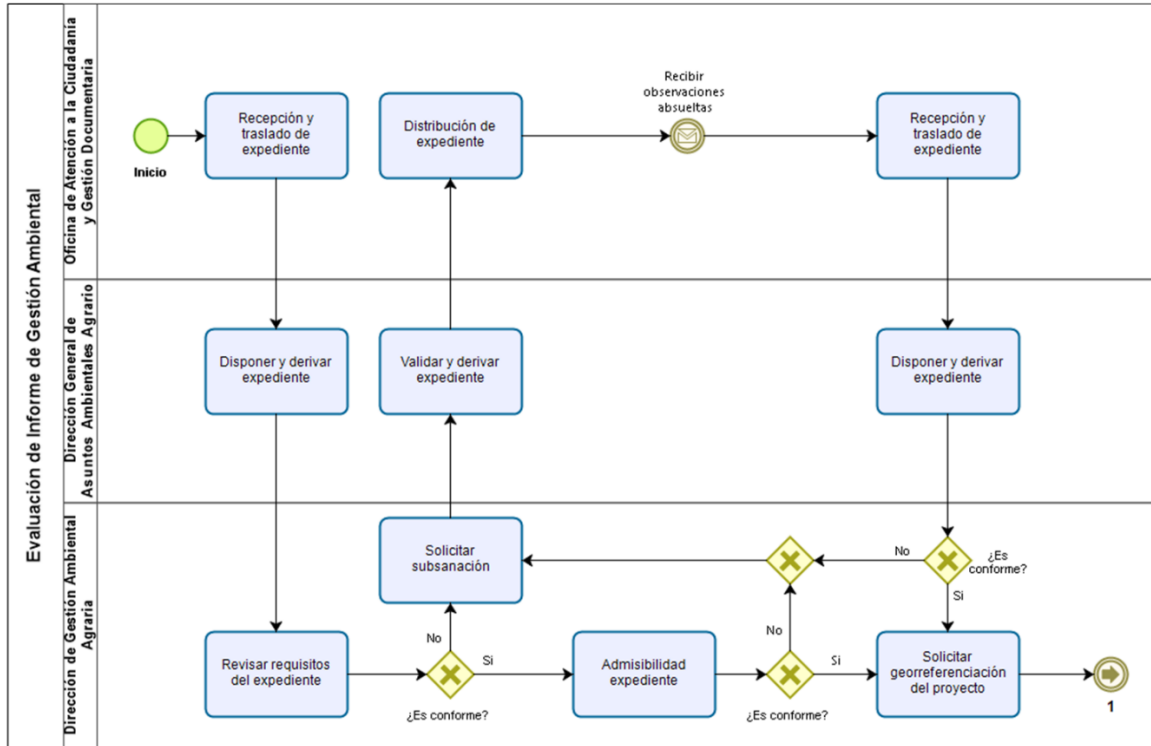 Evaluación de Informe de Gestión Ambiental
Oficina de Atención a la Ciudadanía
y Gestión Documentaria
Inicio
Recepción y
traslado de
expediente
Distribución de
expediente
Recibir
observaciones
absueltas
Recepción y
traslado de
expediente
Dirección General de
Asuntos Ambientales Agrario
Disponer y derivar
expediente
Validar y derivar
expediente
Disponer y derivar
expediente
Dirección de Gestión Ambiental
Agraria
Solicitar
subsanación
No
¿Es
conforme?
No
No
Si
Revisar requisitos
del expediente
Si
¿Es conforme?
Admisibilidad
expediente
Si
¿Es conforme?
Solicitar
georreferenciación
del proyecto
1